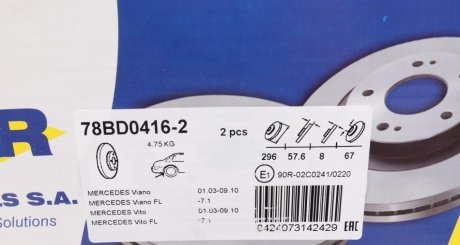 R
S S.A.
Solutions
78BD0416-2
2 pcs
4.75 KG
296 57.6 8 67
E1 90R-02C0241/0220
MERCEDES Viano 01.03-09.10
MERCEDES Viano FL -7.1
MERCEDES Vito 01.03-09.10
MERCEDES Vito FL -7.1
8424073142429
EAC